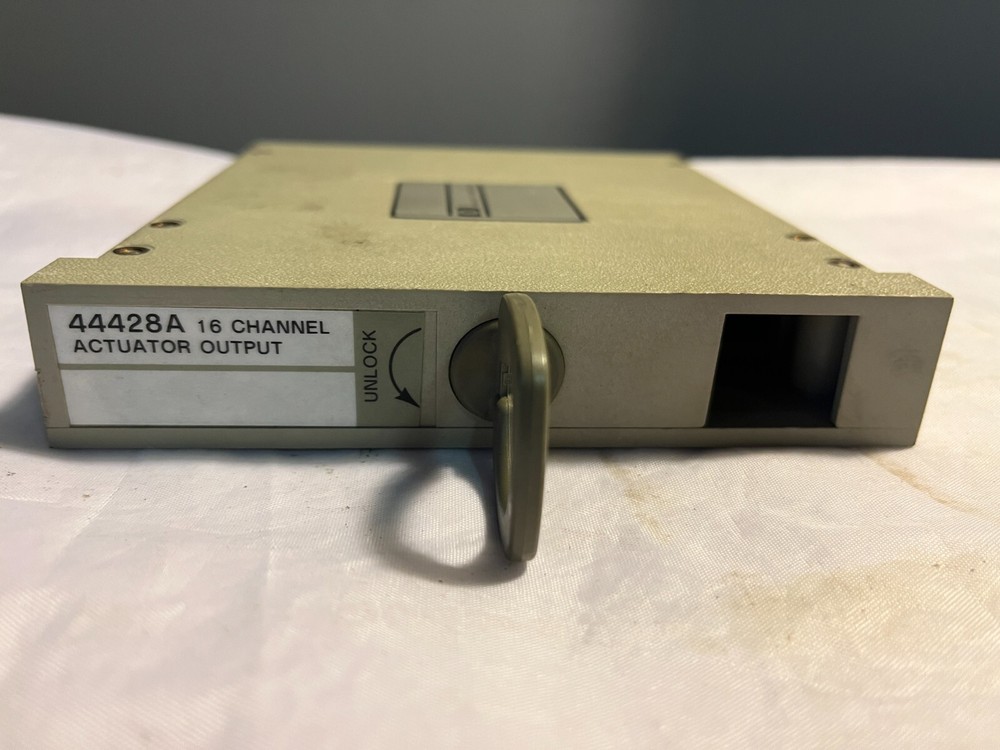 44428A 16 CHANNEL
ACTUATOR OUTPUT
UNLOCK